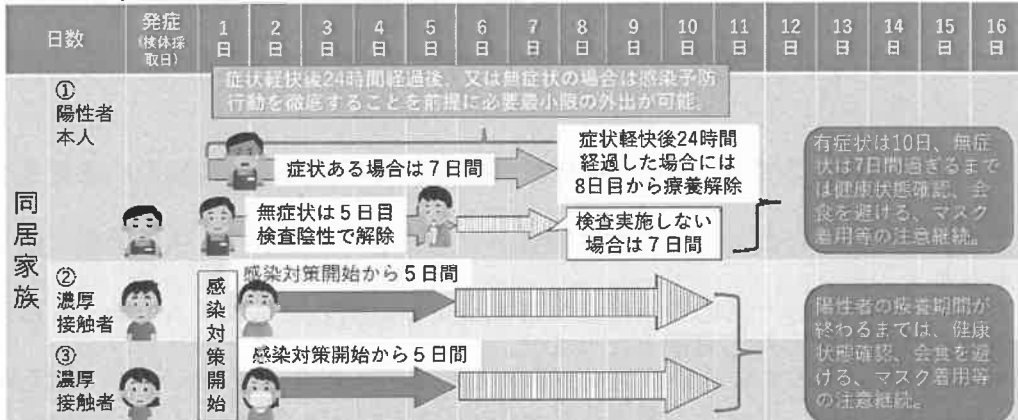 日数
発症
(検体採
取日)
1日
2日
3日
4日
5日
6日
7日
8日
9日
10日
11日
12日
13日
14日
15日
16日
同居家族
①
陽性者
本人
症状軽快後24時間経過後、又は無症状の場合は感染予防
行動を徹底することを前提に必要最小限の外出が可能。
症状ある場合は7日間
症状軽快後24時間
経過した場合には
8日目から療養解除
無症状は5日目
検査陰性で解除
検査実施しない
場合は7日間
有症状は10日、無症
状は7日間過ぎるまで
は健康状態確認、会
食を避ける、マスク
着用等の注意継続。
②
濃厚
接触者
感染対策開始
感染対策開始から5日間
③
濃厚
接触者
感染対策開始から5日間
陽性者の療養期間が
終わるまでは、健康
状態確認、会食を避
ける、マスク着用等
の注意継続。